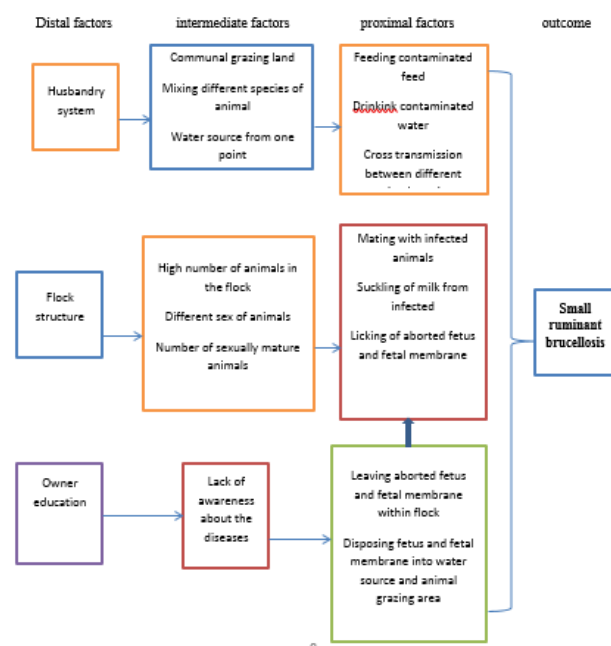 Distal factors
intermediate factors
proximal factors
outcome
Husbandry
system
Communal grazing land
Mixing different species of
animal
Water source from one
point
Feeding contaminated
feed
Drinkink contaminated
water
Cross transmission
between different
Flock
structure
High number of animals in
the flock
Different sex of animals
Number of sexually mature
animals
Mating with infected
animals
Suckling of milk from
infected
Licking of aborted fetus
and fetal membrane
Small
ruminant
brucellosis
Owner
education
Lack of
awareness
about the
diseases
Leaving aborted fetus
and fetal membrane
within flock
Disposing fetus and fetal
membrane into water
source and animal
grazing area